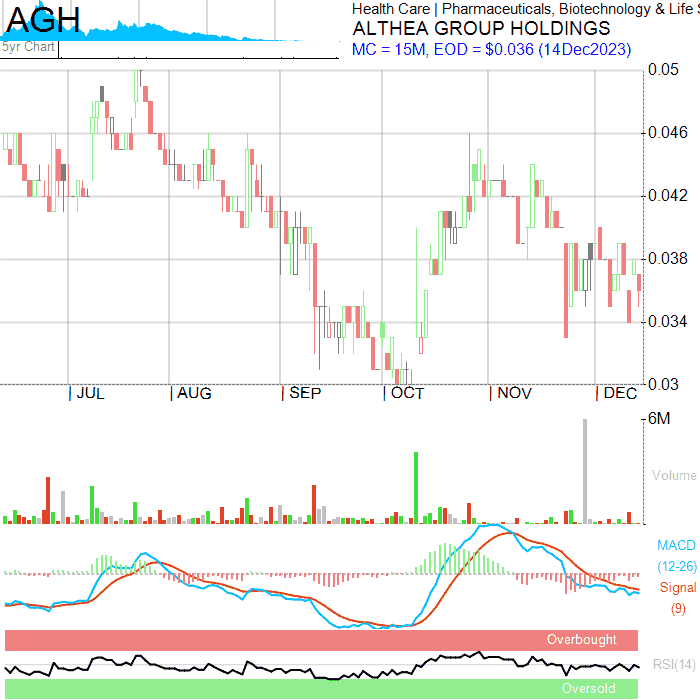 AGH
5yr Chart
Health Care | Pharmaceuticals, Biotechnology & Life S
ALTHEA GROUP HOLDINGS
MC = 15M, EOD = $0.036 (14Dec2023)
0.05
0.046
0.042
0.038
0.034
0.03
JUL AUG SEP OCT NOV DEC
6M
Volume
MACD
(12-26)
Signal
(9)
Overbought
RSI(14)
Oversold